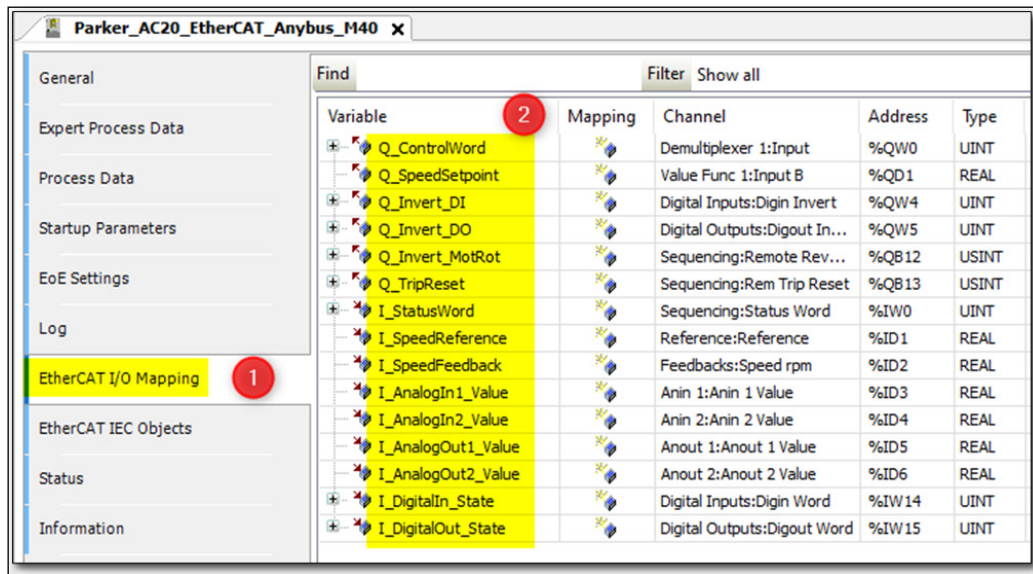 Parker_AC20_EtherCAT_Anybus_M40 x
General
Expert Process Data
Process Data
Startup Parameters
EoE Settings
Log
EtherCAT I/O Mapping 1
EtherCAT IEC Objects
Status
Information
Find Filter Show all
Variable 2 Mapping Channel Address Type
Q_ControlWord Demultiplexer 1:Input %QW0 UINT
Q_SpeedSetpoint Value Func 1:Input B %QD1 REAL
Q_Invert_DI Digital Inputs:Digin Invert %QW4 UINT
Q_Invert_DO Digital Outputs:Digout In... %QW5 UINT
Q_Invert_MotRot Sequencing:Remote Rev... %QB12 USINT
Q_TripReset Sequencing:Rem Trip Reset %QB13 USINT
I_StatusWord Sequencing:Status Word %IW0 UINT
I_SpeedReference Reference:Reference %ID1 REAL
I_SpeedFeedback Feedbacks:Speed rpm %ID2 REAL
I_AnalogIn1_Value Anin 1:Anin 1 Value %ID3 REAL
I_AnalogIn2_Value Anin 2:Anin 2 Value %ID4 REAL
I_AnalogOut1_Value Anout 1:Anout 1 Value %ID5 REAL
I_AnalogOut2_Value Anout 2:Anout 2 Value %ID6 REAL
I_DigitalIn_State Digital Inputs:Digin Word %IW14 UINT
I_DigitalOut_State Digital Outputs:Digout Word %IW15 UINT